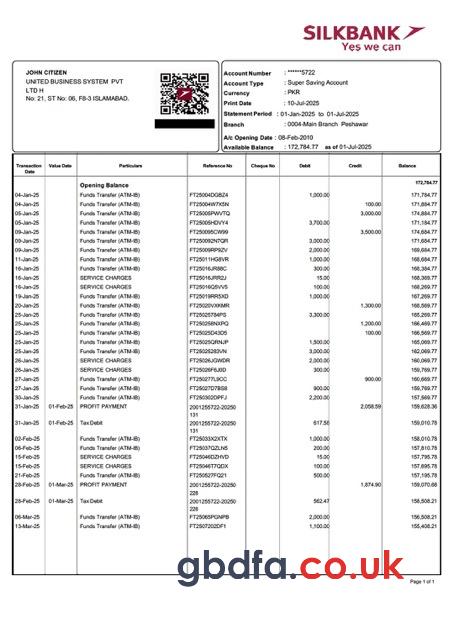 SILKBANK
Yes we can
JOHN CITIZEN
UNITED BUSINESS SYSTEM PVT
LTD H
No: 21, ST No: 06, F8-3 ISLAMABAD.
Account Number : ******5722
Account Type : Super Saving Account
Currency : PKR
Print Date : 10-Jul-2025
Statement Period : 01-Jan-2025 to 01-Jul-2025
Branch : 0004-Main Branch Peshawar
A/c Opening Date : 08-Feb-2010
Available Balance : 172,784.77 as of 01-Jul-2025
Transaction Date Value Date Particulars Reference No Cheque No Debit Credit Balance
Opening Balance 172,784.77
04-Jan-25 Funds Transfer (ATM-IB) FT25004DGBZ4 1,000.00 171,784.77
04-Jan-25 Funds Transfer (ATM-IB) FT25004W7X5N 100.00 171,884.77
05-Jan-25 Funds Transfer (ATM-IB) FT25005PWVTQ 3,000.00 174,884.77
05-Jan-25 Funds Transfer (ATM-IB) FT25005HDVY4 3,700.00 171,184.77
09-Jan-25 Funds Transfer (ATM-IB) FT250095CW99 3,500.00 174,684.77
09-Jan-25 Funds Transfer (ATM-IB) FT250092N7QR 3,000.00 171,684.77
09-Jan-25 Funds Transfer (ATM-IB) FT25009RP9ZV 2,000.00 169,684.77
11-Jan-25 Funds Transfer (ATM-IB) FT25011HG8VR 1,000.00 168,684.77
16-Jan-25 Funds Transfer (ATM-IB) FT25016JR88C 300.00 168,384.77
16-Jan-25 SERVICE CHARGES FT25016JRR2J 15.00 168,369.77
16-Jan-25 SERVICE CHARGES FT25016Q5VV5 100.00 168,269.77
19-Jan-25 Funds Transfer (ATM-IB) FT25019RR5XD 1,000.00 167,269.77
20-Jan-25 Funds Transfer (ATM-IB) FT25020VXKMR 1,300.00 168,569.77
25-Jan-25 Funds Transfer (ATM-IB) FT25025784PS 3,300.00 165,269.77
25-Jan-25 Funds Transfer (ATM-IB) FT250258NXPQ 1,200.00 166,469.77
25-Jan-25 Funds Transfer (ATM-IB) FT25025D43D5 100.00 166,569.77
25-Jan-25 Funds Transfer (ATM-IB) FT25025QRNJP 1,500.00 165,069.77
25-Jan-25 Funds Transfer (ATM-IB) FT25025283VN 3,000.00 162,069.77
26-Jan-25 SERVICE CHARGES FT25026JGWDR 2,000.00 160,069.77
26-Jan-25 SERVICE CHARGES FT25026F6J0D 300.00 159,769.77
27-Jan-25 Funds Transfer (ATM-IB) FT250277L9CC 900.00 160,669.77
27-Jan-25 Funds Transfer (ATM-IB) FT25027D7BS8 900.00 159,769.77
30-Jan-25 Funds Transfer (ATM-IB) FT250302DPFJ 2,200.00 157,569.77
31-Jan-25 01-Feb-25 PROFIT PAYMENT 2001255722-20250 2,058.59 159,628.36
131
31-Jan-25 01-Feb-25 Tax Debit 2001255722-20250 617.58 159,010.78
131
02-Feb-25 Funds Transfer (ATM-IB) FT25033X2XTX 1,000.00 158,010.78
06-Feb-25 Funds Transfer (ATM-IB) FT25037QZLN5 200.00 157,810.78
15-Feb-25 SERVICE CHARGES FT25046DZHYD 15.00 157,795.78
15-Feb-25 SERVICE CHARGES FT25046T7QDX 100.00 157,695.78
21-Feb-25 Funds Transfer (ATM-IB) FT250527FQ21 500.00 157,195.78
28-Feb-25 01-Mar-25 PROFIT PAYMENT 2001255722-20250 1,874.90 159,070.68
228
28-Feb-25 01-Mar-25 Tax Debit 2001255722-20250 562.47 158,508.21
228
06-Mar-25 Funds Transfer (ATM-IB) FT25065PGNPB 2,000.00 156,508.21
13-Mar-25 Funds Transfer (ATM-IB) FT2507202DF1 1,100.00 155,408.21
gbdfa.co.uk
Page 1 of 1